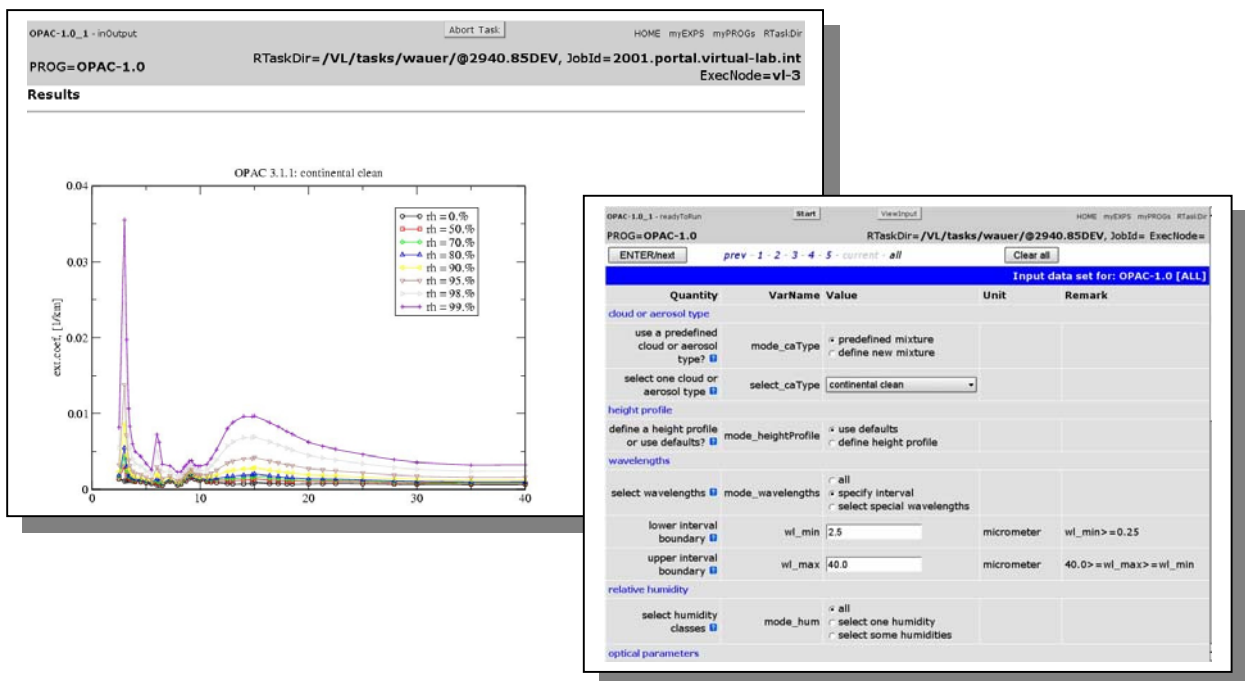 OPAC-1.0_1 - inOutput Abort Task HOME myEXPS myPROGs RTaskDir
PROG=OPAC-1.0 RTaskDir=/VL/tasks/wauer/@2940.85DEV, JobId=2001.portal.virtual-lab.int
ExecNode=vl-3
Results
OPAC 3.1.1: continental clean
0.04
0.03
0.02
0.01
0
ext.coef. [1/km]
rh = 0.%
rh = 50.%
rh = 70.%
rh = 80.%
rh = 90.%
rh = 95.%
rh = 98.%
rh = 99.%
0 10 20 30 40
OPAC-1.0_1 - readyToRun Start ViewInput HOME myEXPS myPROGs RTaskDir
PROG=OPAC-1.0 RTaskDir=/VL/tasks/wauer/@2940.85DEV, JobId= ExecNode=
ENTER/next prev - 1 - 2 - 3 - 4 - 5 - current - all Clear all
Input data set for: OPAC-1.0 [ALL]
Quantity VarName Value Unit Remark
cloud or aerosol type
use a predefined
cloud or aerosol
type? ?
mode_caType
predefined mixture
define new mixture
select one cloud or
aerosol type ?
select_caType continental clean
height profile
define a height profile
or use defaults? ?
mode_heightProfile
use defaults
define height profile
wavelengths
select wavelengths ? mode_wavelengths
all
specify interval
select special wavelengths
lower interval
boundary ?
wl_min 2.5 micrometer wl_min>=0.25
upper interval
boundary ?
wl_max 40.0 micrometer 40.0>=wl_max>=wl_min
relative humidity
select humidity
classes ?
mode_hum
all
select one humidity
select some humidities
optical parameters